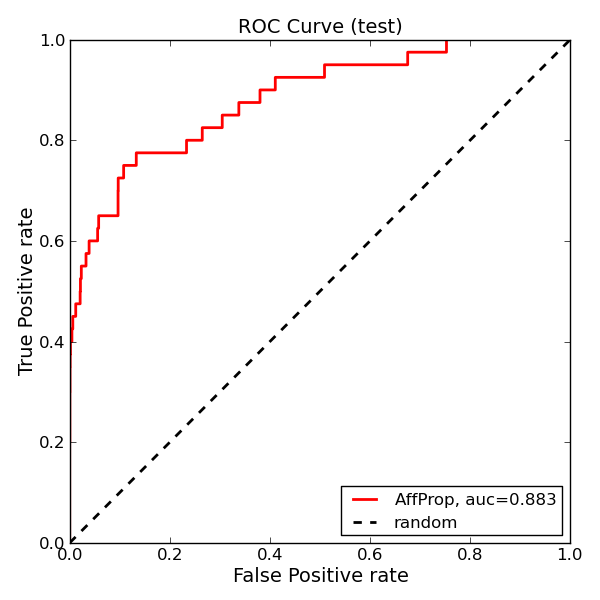 ROC Curve (test)
True Positive rate
1.0
0.8
0.6
0.4
0.2
0.0
0.0 0.2 0.4 0.6 0.8 1.0
False Positive rate
AffProp, auc=0.883
random